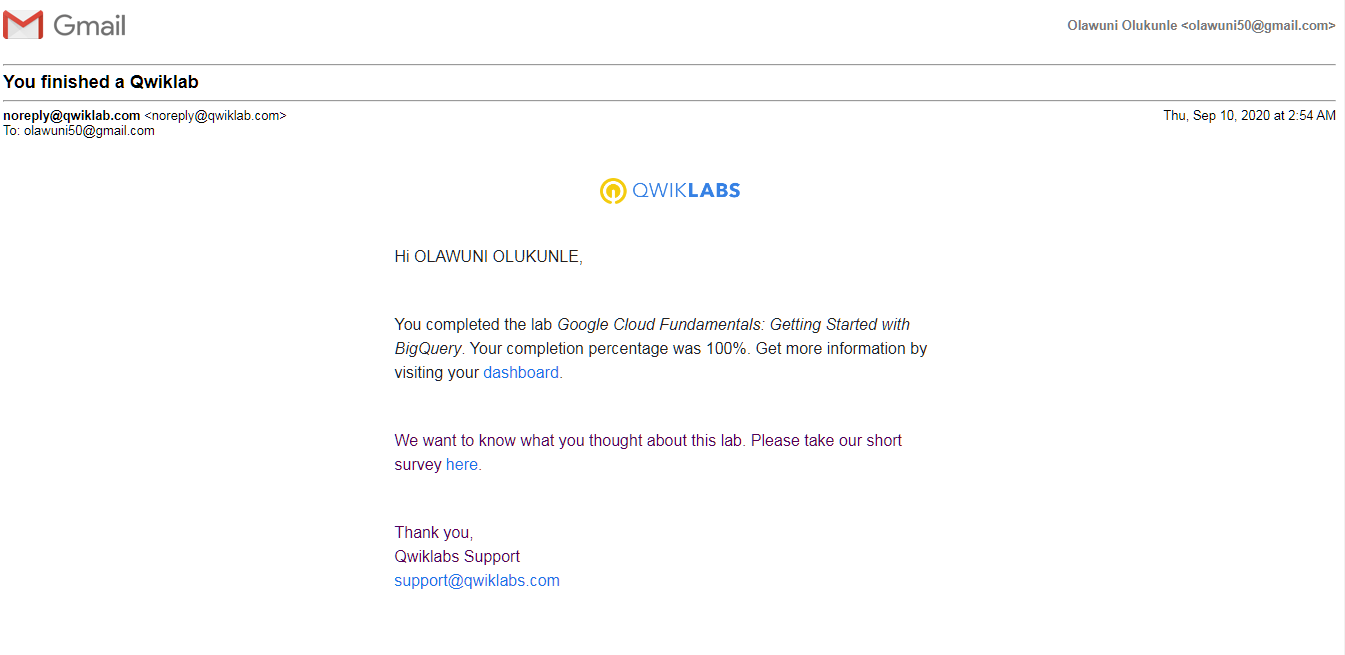 Gmail
Olawuni Olukunle <olawuni50@gmail.com>
You finished a Qwiklab
noreply@qwiklab.com <noreply@qwiklab.com>
Thu, Sep 10, 2020 at 2:54 AM
To: olawuni50@gmail.com
QWIKLABS
Hi OLAWUNI OLUKUNLE,
You completed the lab Google Cloud Fundamentals: Getting Started with
BigQuery. Your completion percentage was 100%. Get more information by
visiting your dashboard.
We want to know what you thought about this lab. Please take our short
survey here.
Thank you,
Qwiklabs Support
support@qwiklabs.com